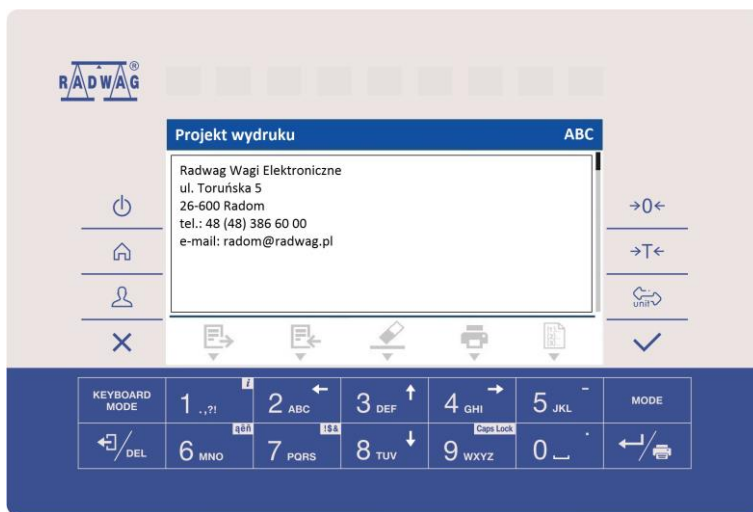 RADWAG®
Projekt wydruku ABC
Radwag Wagi Elektroniczne
ul. Toruńska 5
26-600 Radom
tel.: 48 (48) 386 60 00
e-mail: radom@radwag.pl
→0←
→T←
unit
KEYBOARD MODE
1 .,?! i
2 ABC ←
3 DEF ↑
4 GHI →
5 JKL -
MODE
DEL
6 MNO qëñ
7 PQRS !$&
8 TUV ↓
9 WXYZ Caps Lock
0 .